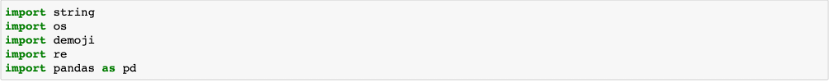 import string
import os
import demoji
import re
import pandas as pd